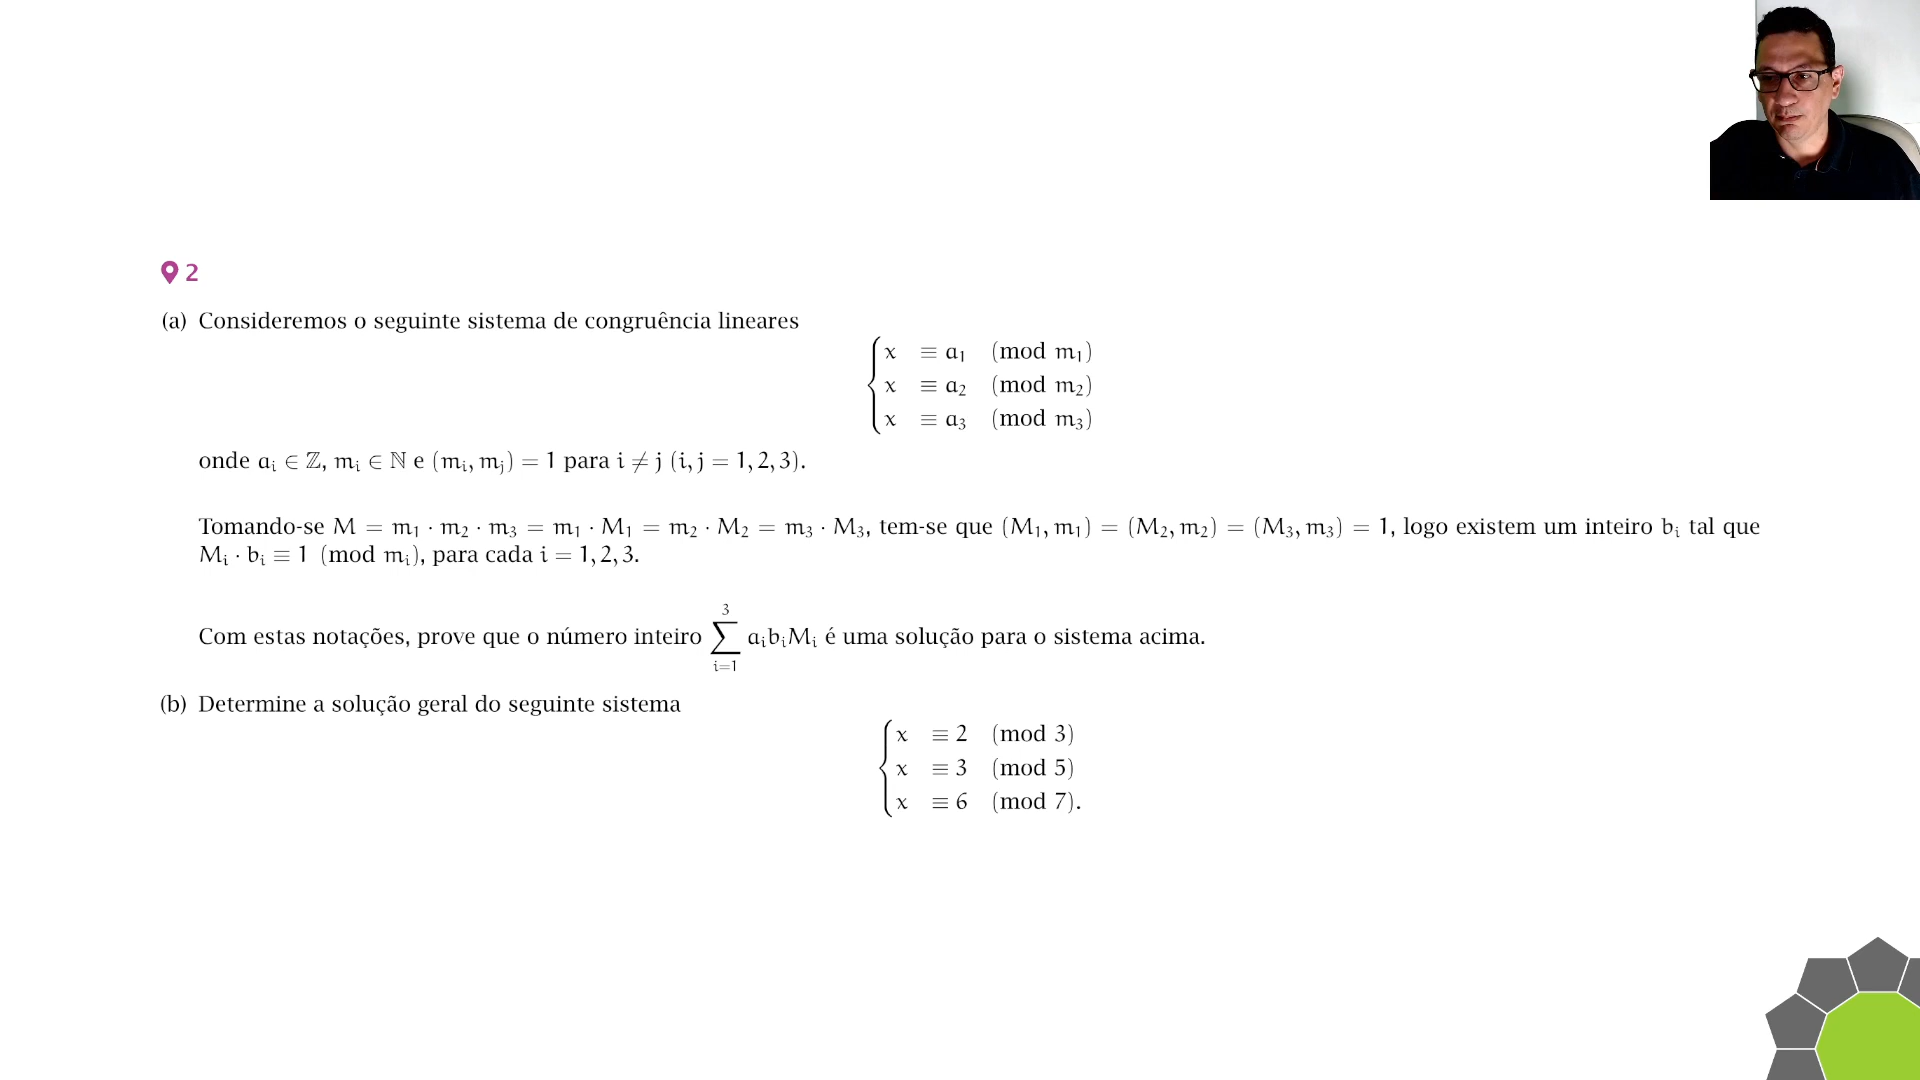 2
(a) Consideremos o seguinte sistema de congruência lineares
x ≡ a₁ (mod m₁)
x ≡ a₂ (mod m₂)
x ≡ a₃ (mod m₃)
onde aᵢ ∈ ℤ, mᵢ ∈ ℕ e (mᵢ, mⱼ) = 1 para i ≠ j (i, j = 1, 2, 3).
Tomando-se M = m₁ · m₂ · m₃ = m₁ · M₁ = m₂ · M₂ = m₃ · M₃, tem-se que (M₁, m₁) = (M₂, m₂) = (M₃, m₃) = 1, logo existem um inteiro bᵢ tal que
Mᵢ · bᵢ ≡ 1 (mod mᵢ), para cada i = 1, 2, 3.
Com estas notações, prove que o número inteiro ∑³ᵢ₌₁ aᵢbᵢMᵢ é uma solução para o sistema acima.
(b) Determine a solução geral do seguinte sistema
x ≡ 2 (mod 3)
x ≡ 3 (mod 5)
x ≡ 6 (mod 7).